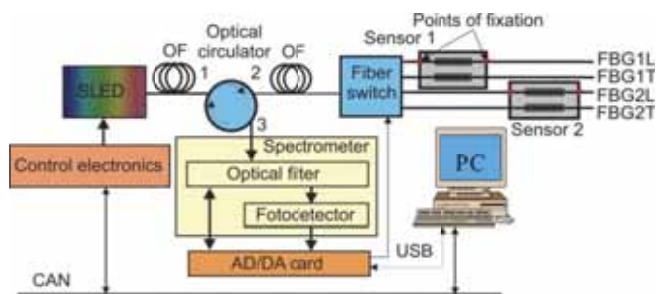 Points of fixation
Optical
circulator
OF
OF
Sensor 1
1
2
3
SLED
Fiber
switch
FBG1L
FBG1T
FBG2L
FBG2T
Sensor 2
Control electronics
Spectrometer
Optical fiter
Fotocetector
PC
AD/DA card
USB
CAN